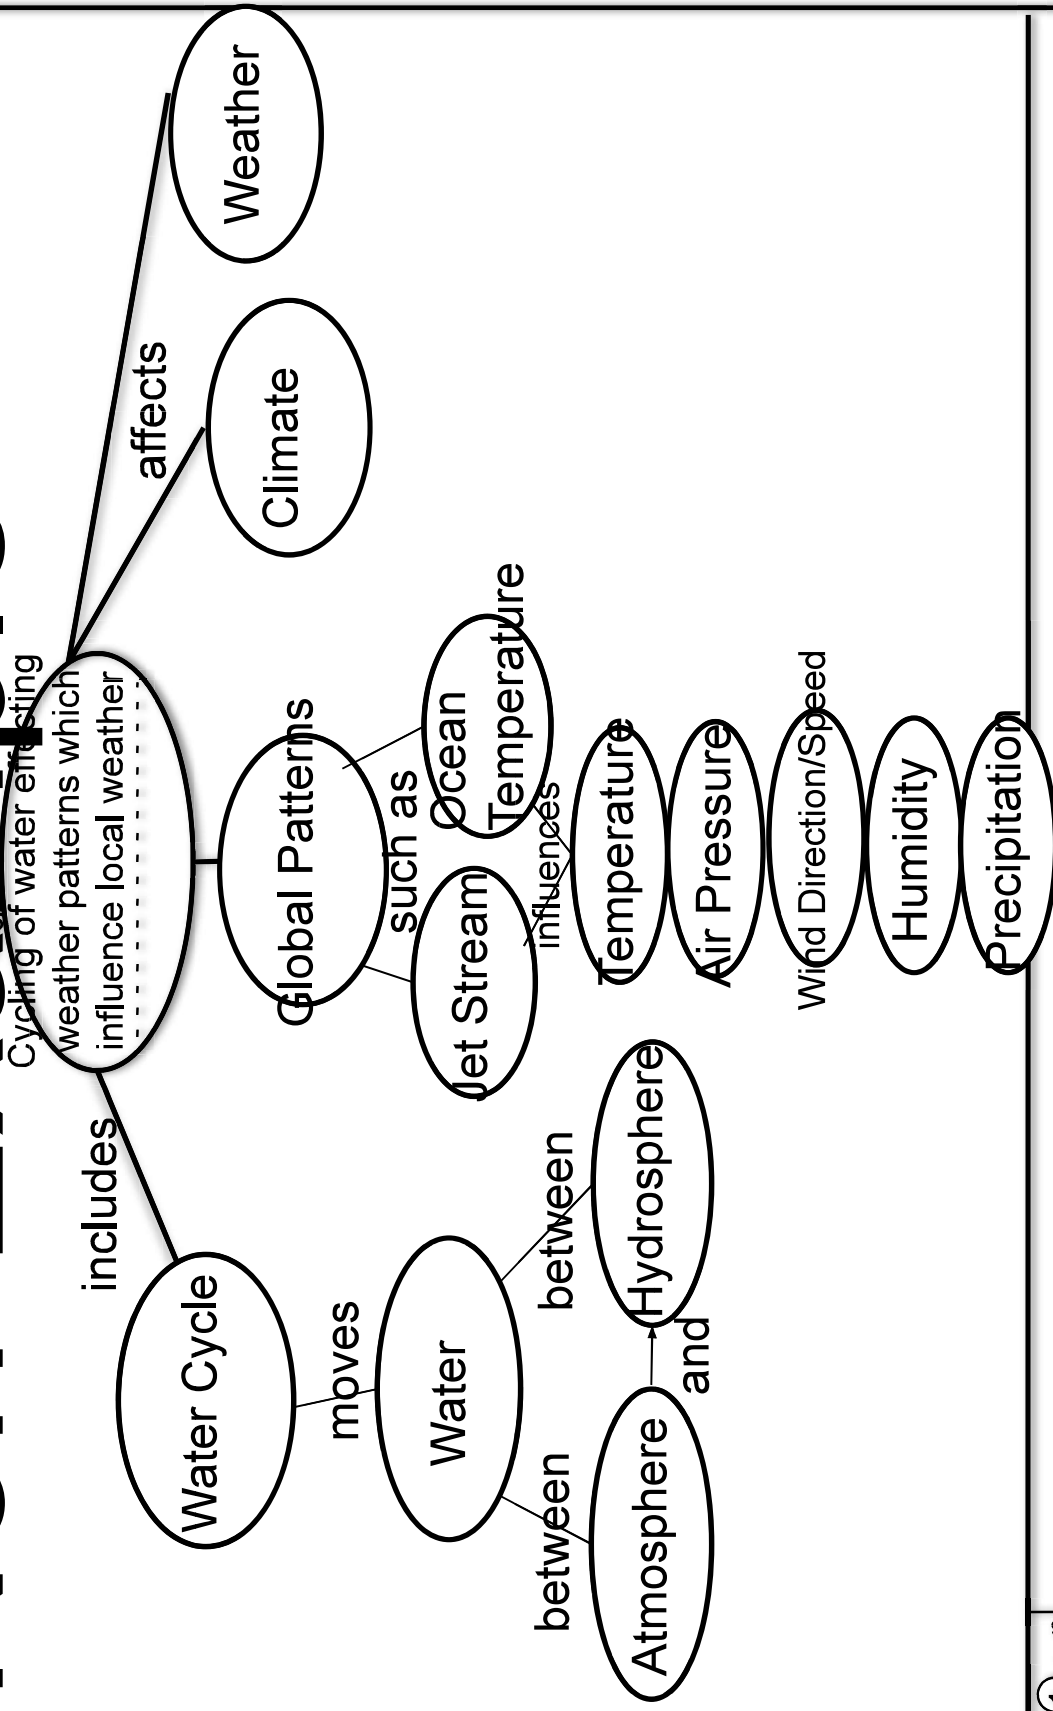 Cycling of water effecting
weather patterns which
influence local weather
includes
affects
Water Cycle
Global Patterns
Climate
Weather
moves
such as
Water
Jet Stream
Ocean
Temperature
between
between
influences
Atmosphere
and
Hydrosphere
Temperature
Air Pressure
Wind Direction/Speed
Humidity
Precipitation